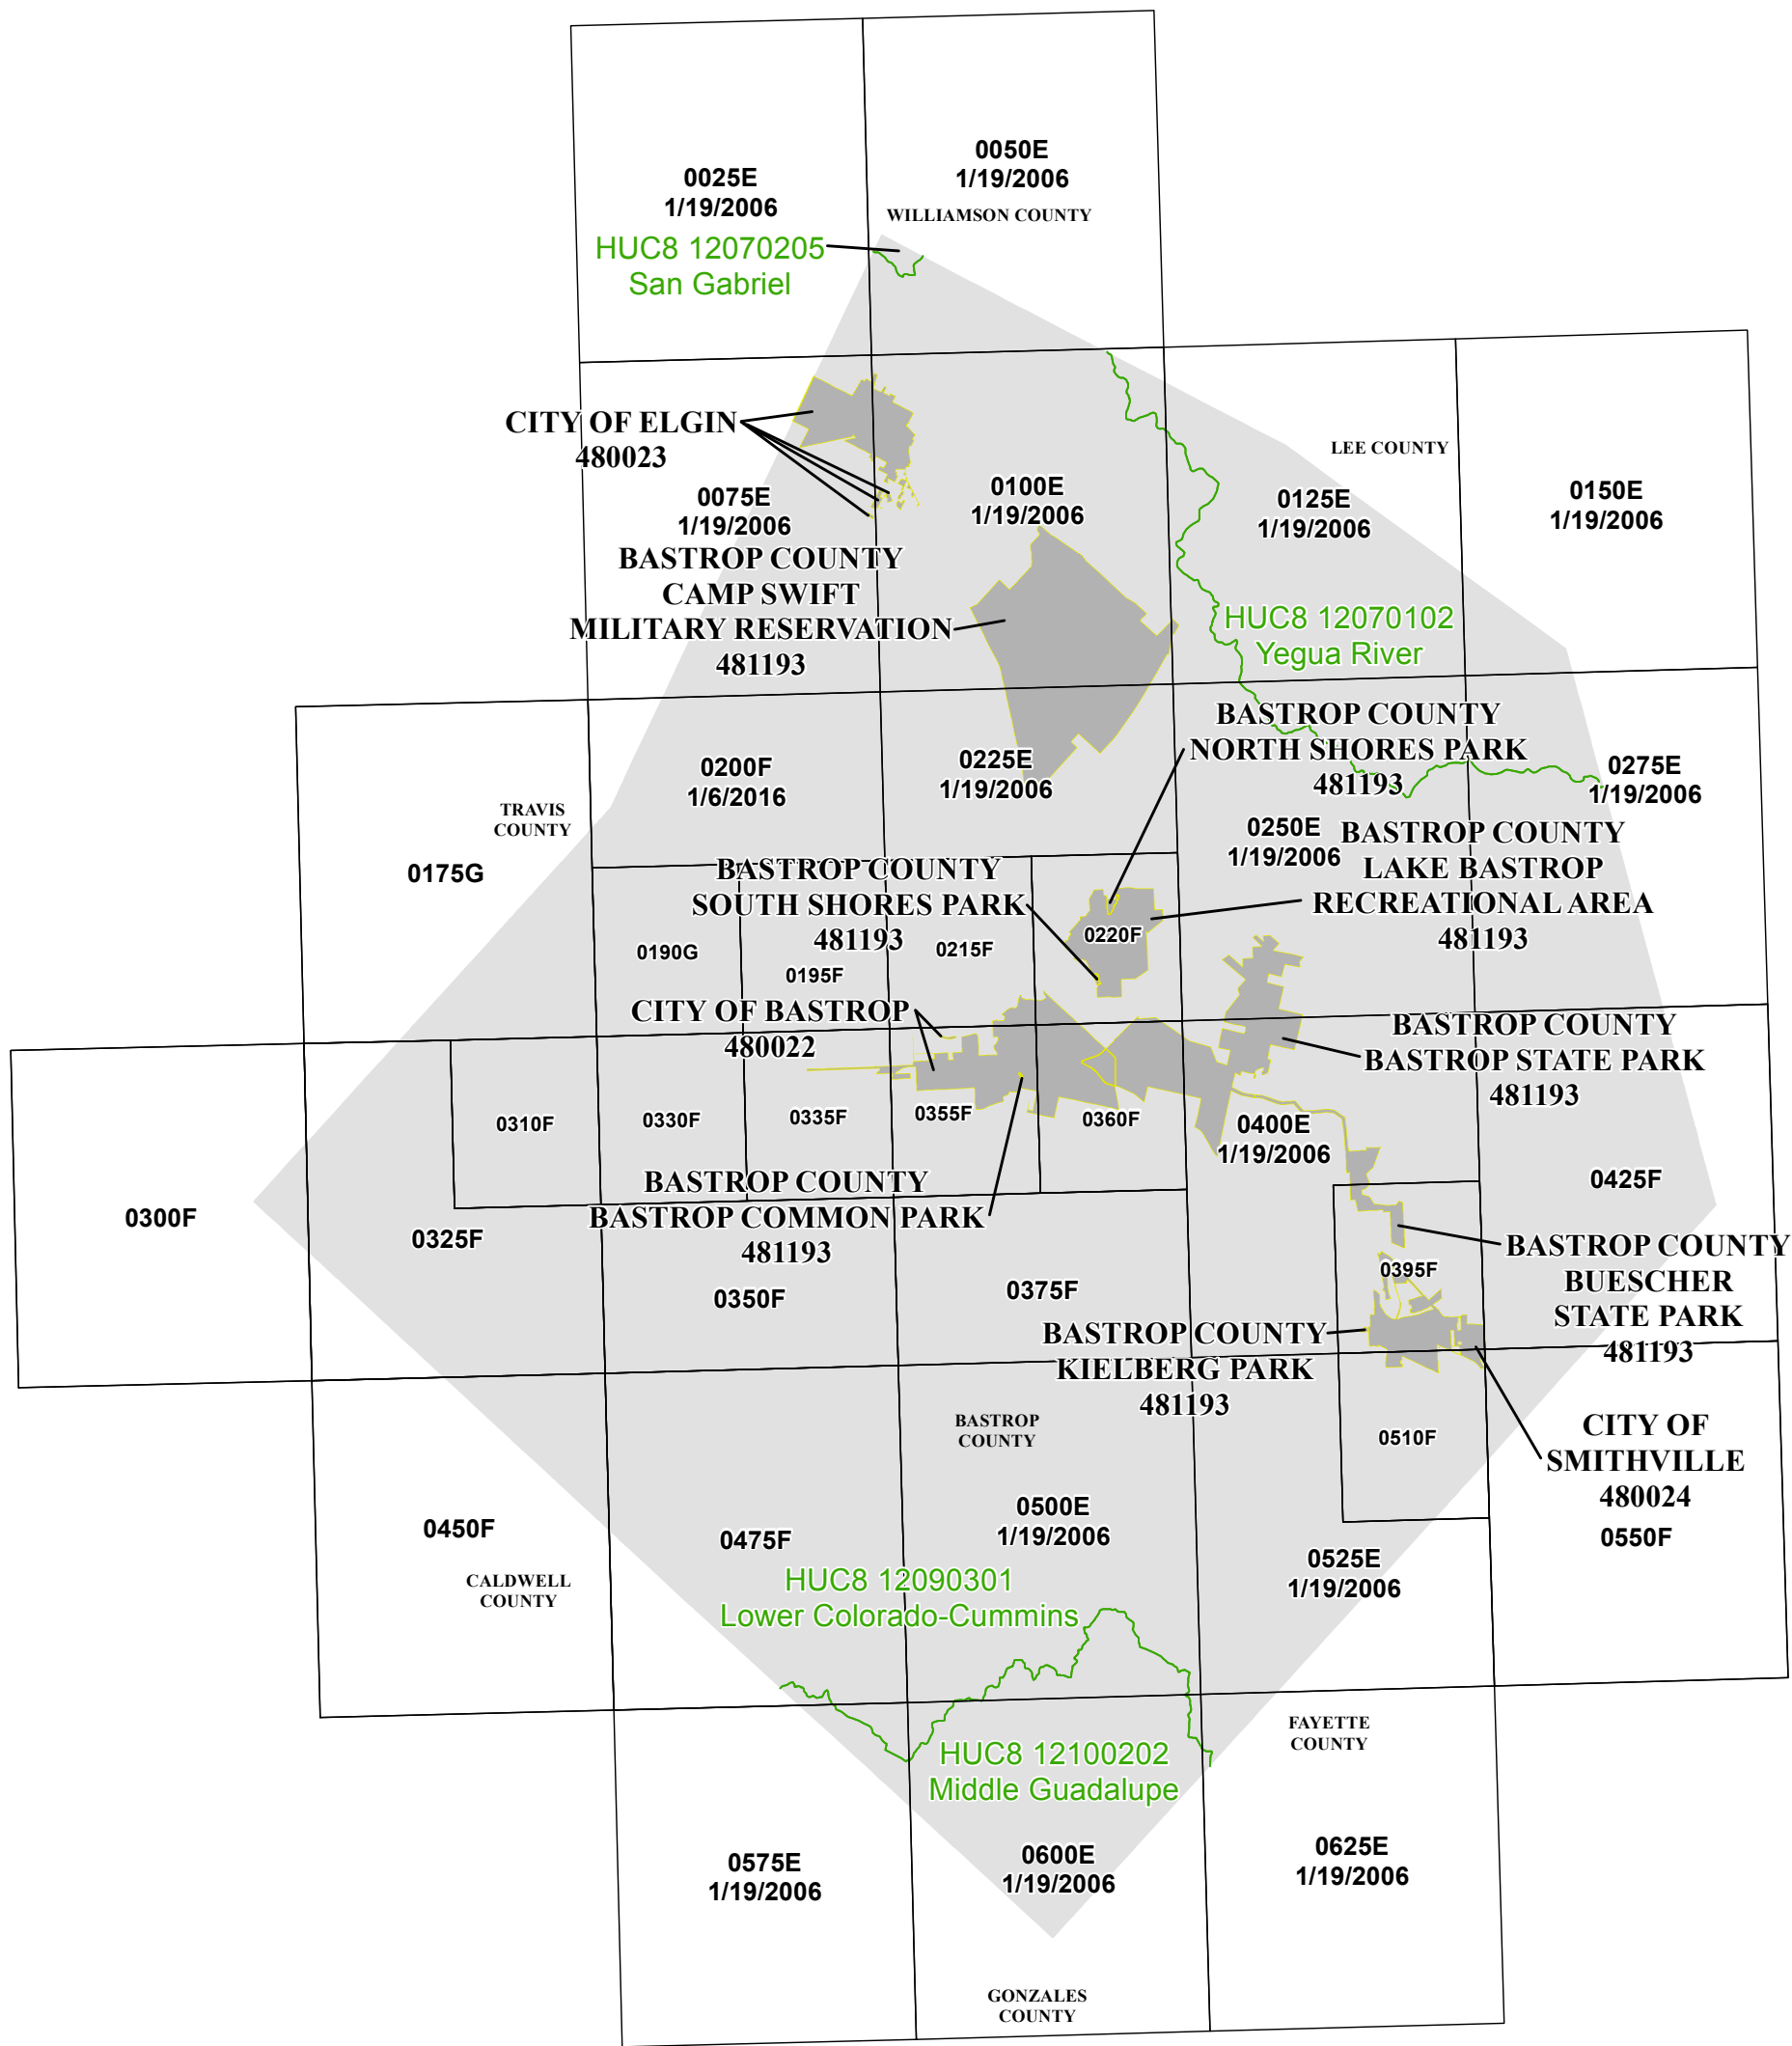 0050E
1/19/2006
0025E
1/19/2006
WILLIAMSON COUNTY
HUC8 12070205
San Gabriel
CITY OF ELGIN
480023
LEE COUNTY
0075E
1/19/2006
0100E
1/19/2006
0125E
1/19/2006
0150E
1/19/2006
BASTROP COUNTY
CAMP SWIFT
MILITARY RESERVATION
481193
HUC8 12070102
Yegua River
BASTROP COUNTY
NORTH SHORES PARK
481193
0200F
1/6/2016
0225E
1/19/2006
0275E
1/19/2006
TRAVIS
COUNTY
0175G
0250E
1/19/2006
BASTROP COUNTY
LAKE BASTROP
RECREATIONAL AREA
481193
BASTROP COUNTY
SOUTH SHORES PARK
481193
0220F
0190G
0195F
0215F
CITY OF BASTROP
480022
BASTROP COUNTY
BASTROP STATE PARK
481193
0310F
0330F
0335F
0355F
0360F
0400E
1/19/2006
0425F
BASTROP COUNTY
BASTROP COMMON PARK
481193
0300F
0325F
0350F
0375F
0395F
BASTROP COUNTY
BUESCHER
STATE PARK
481193
BASTROP COUNTY
KIELBERG PARK
481193
BASTROP
COUNTY
0510F
CITY OF
SMITHVILLE
480024
0450F
0475F
0500E
1/19/2006
0525E
1/19/2006
0550F
CALDWELL
COUNTY
HUC8 12090301
Lower Colorado-Cummins
FAYETTE
COUNTY
HUC8 12100202
Middle Guadalupe
0575E
1/19/2006
0600E
1/19/2006
0625E
1/19/2006
GONZALES
COUNTY